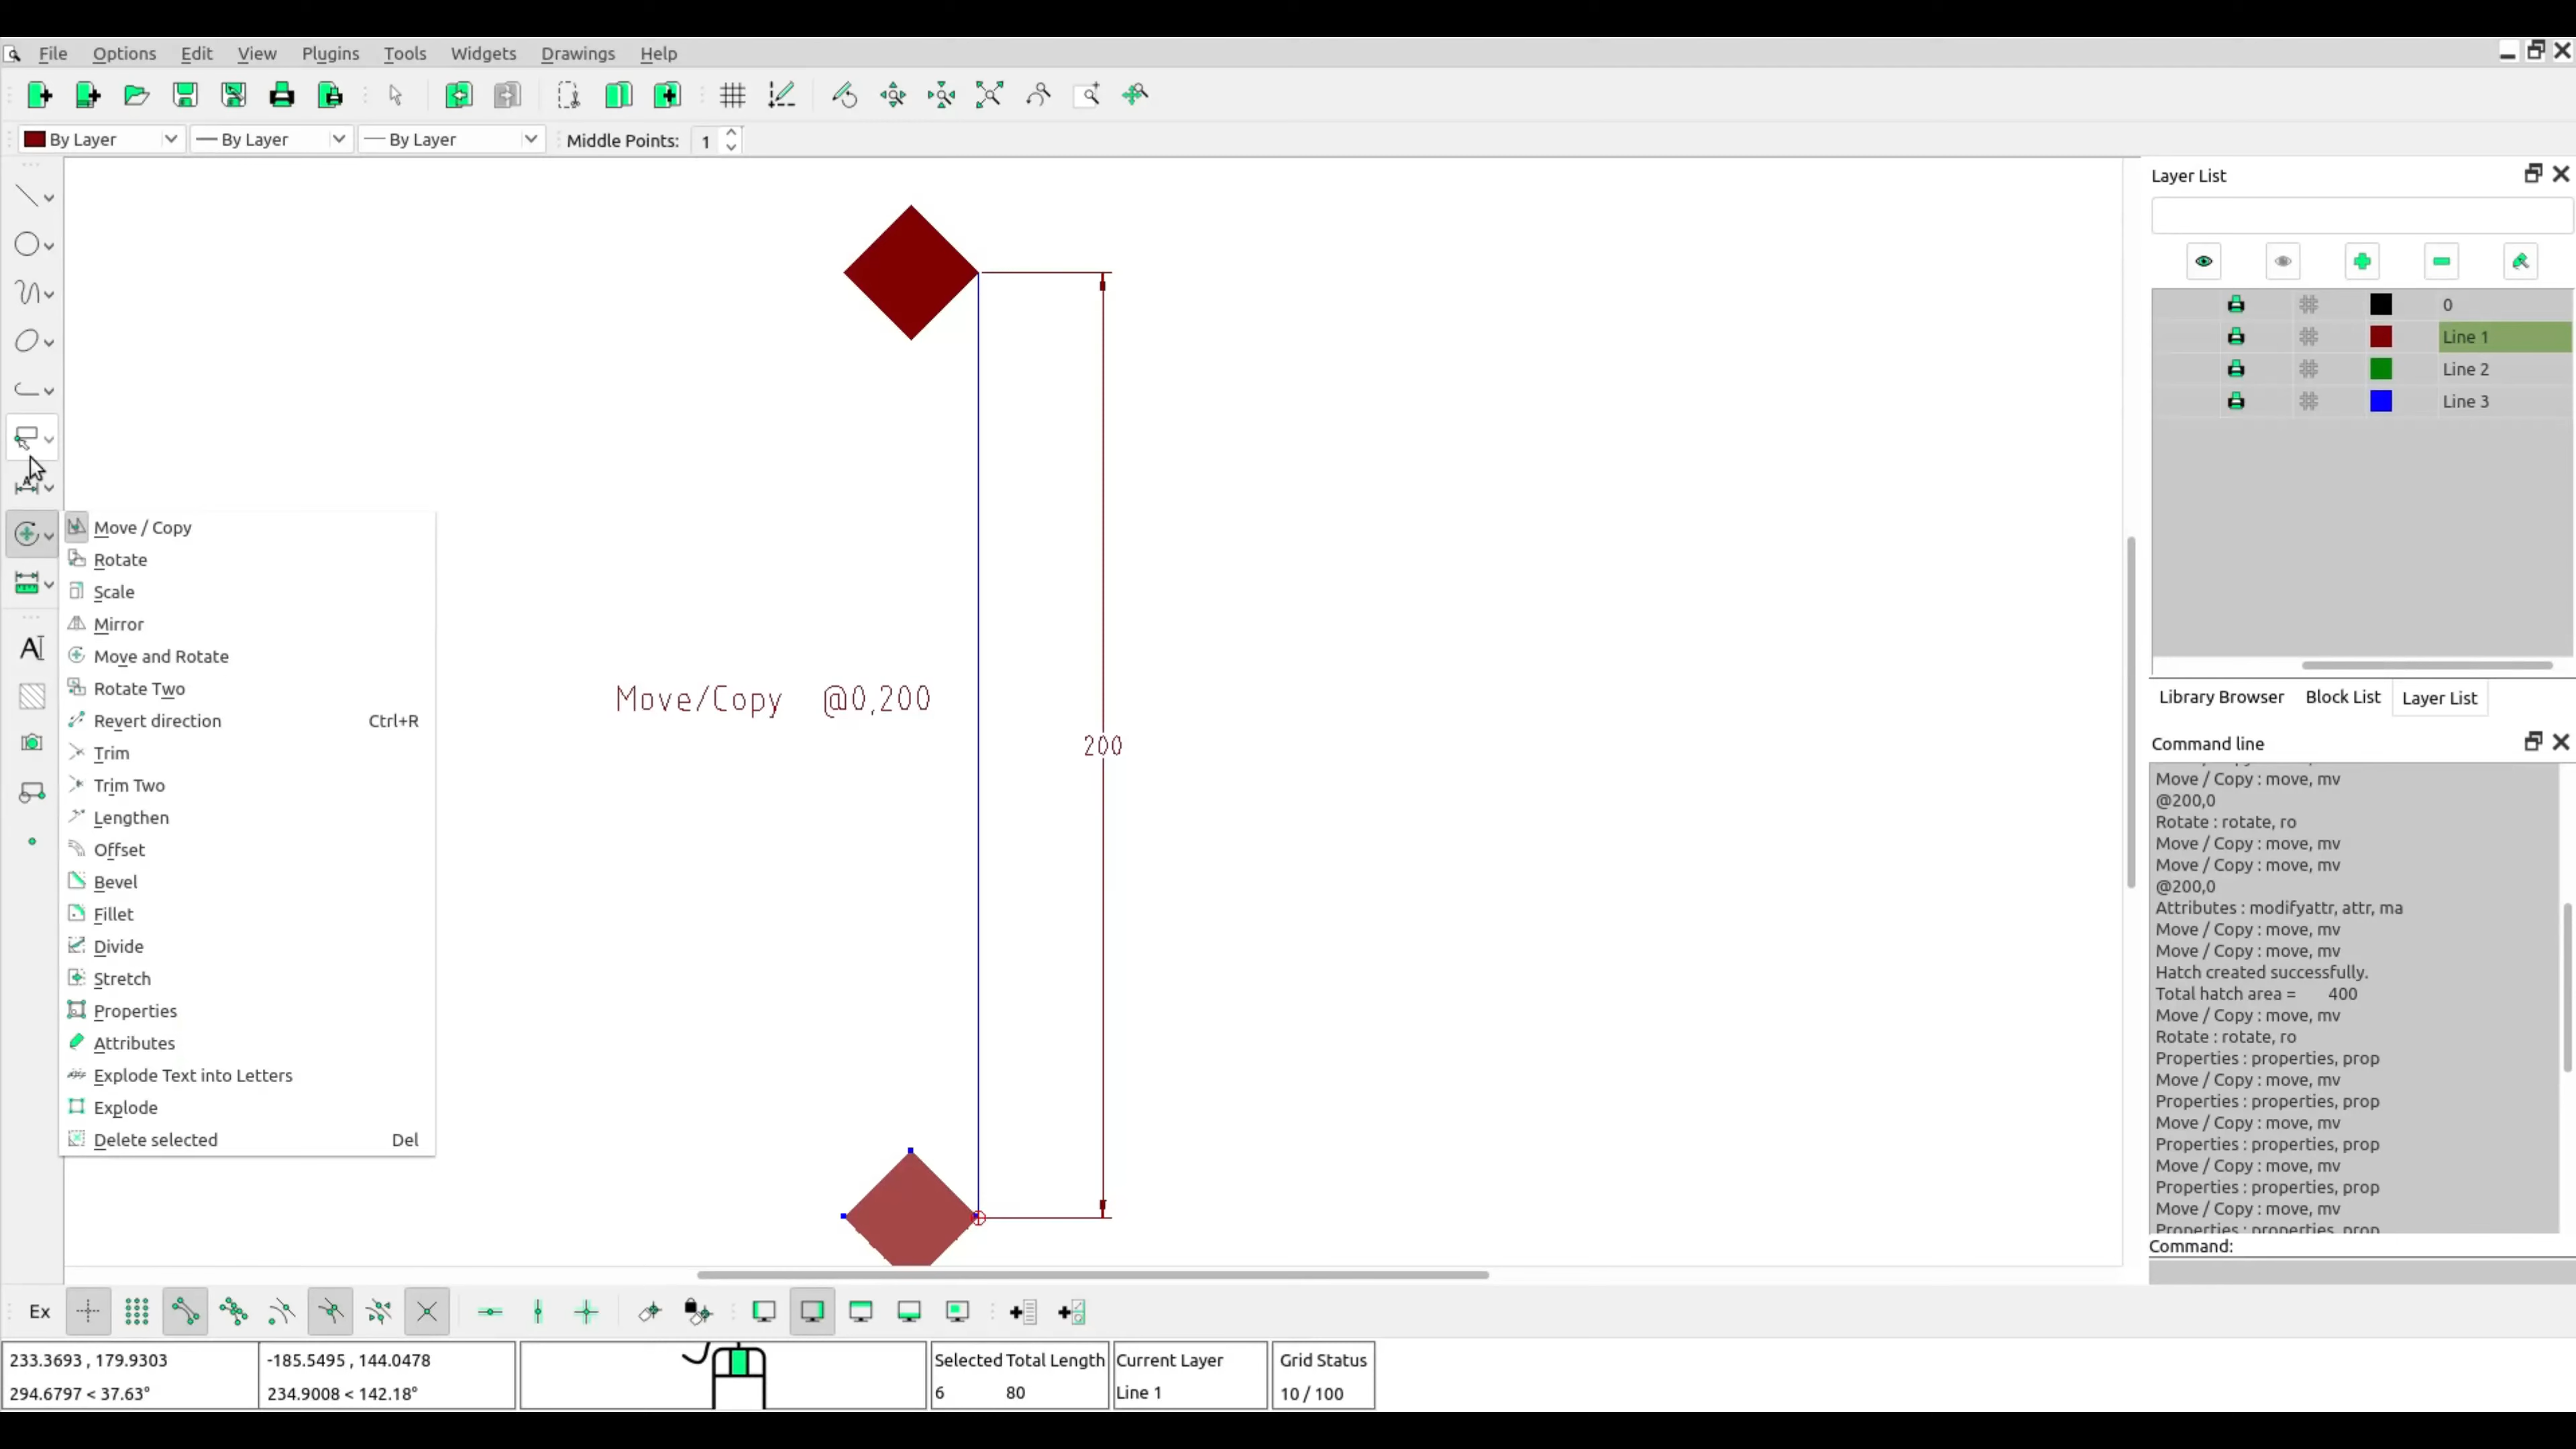 File Options Edit View Plugins Tools Widgets Drawings Help
By Layer By Layer By Layer Middle Points: 1
Layer List
0
Line 1
Line 2
Line 3
Library Browser Block List Layer List
Move / Copy
Rotate
Scale
Mirror
Move and Rotate
Rotate Two
Revert direction Ctrl+R
Trim
Trim Two
Lengthen
Offset
Bevel
Fillet
Divide
Stretch
Properties
Attributes
Explode Text into Letters
Explode
Delete selected Del
Move/Copy @0,200
200
Command line
Move / Copy : move, mv
@200,0
Rotate : rotate, ro
Move / Copy : move, mv
Move / Copy : move, mv
@200,0
Attributes : modifyattr, attr, ma
Move / Copy : move, mv
Move / Copy : move, mv
Hatch created successfully.
Total hatch area = 400
Move / Copy : move, mv
Rotate : rotate, ro
Properties : properties, prop
Move / Copy : move, mv
Properties : properties, prop
Move / Copy : move, mv
Properties : properties, prop
Move / Copy : move, mv
Properties : properties, prop
Move / Copy : move, mv
Properties : properties, prop
Command:
Ex
233.3693 , 179.9303 -185.5495 , 144.0478 Selected Total Length Current Layer Grid Status
294.6797 < 37.63° 234.9008 < 142.18° 6 80 Line 1 10 / 100